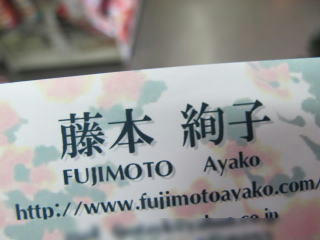 藤本 絢子
FUJIMOTO Ayako
http://www.fujimotoayako.com/